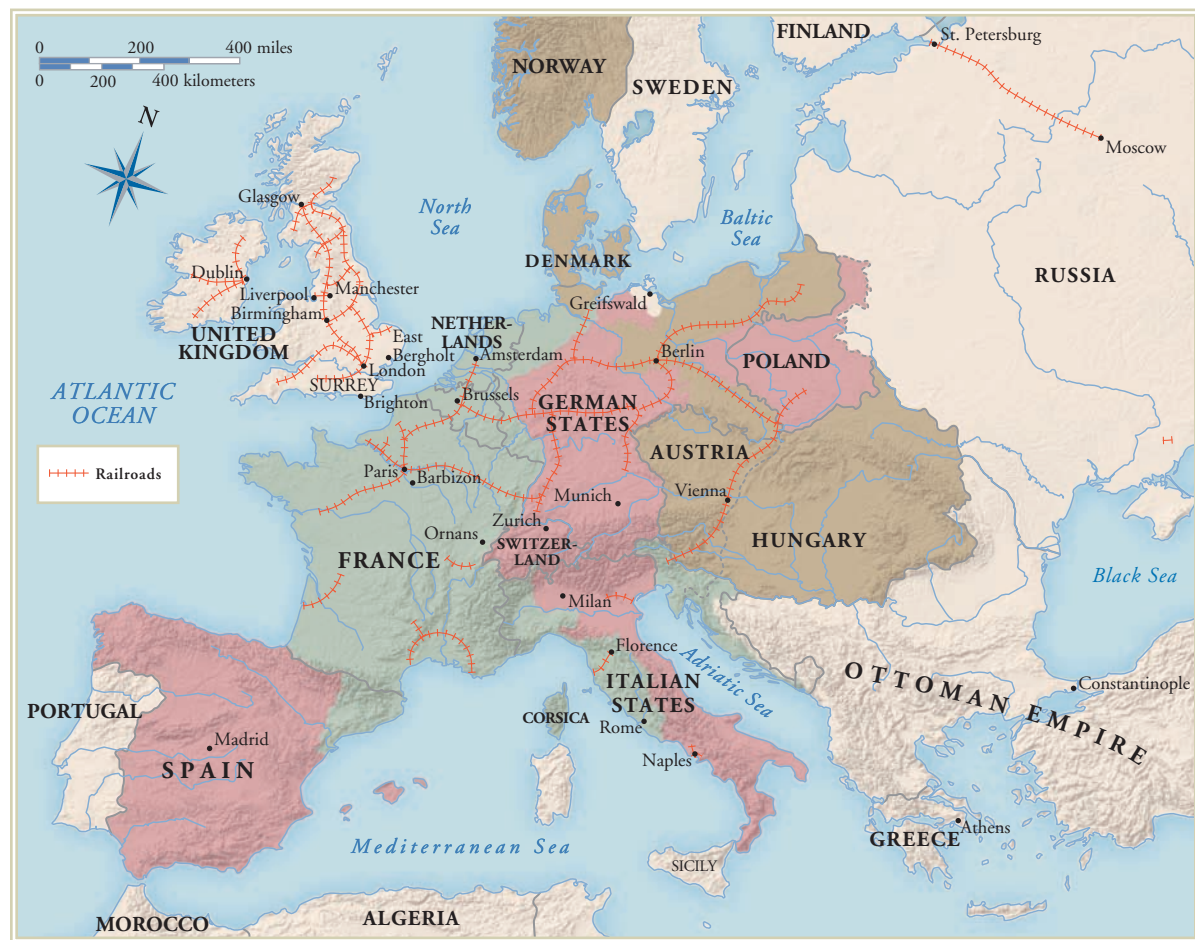 0 200 400 miles
0 200 400 kilometers
N
NORWAY
SWEDEN
FINLAND
St. Petersburg
Moscow
Glasgow
North
Sea
Baltic
Sea
DENMARK
RUSSIA
Dublin
Liverpool
Manchester
Birmingham
UNITED
KINGDOM
East
Bergholt
London
SURREY
Brighton
NETHER-
LANDS
Amsterdam
Greifswald
Berlin
POLAND
ATLANTIC
OCEAN
Brussels
GERMAN
STATES
AUSTRIA
Railroads
Paris
Barbizon
Munich
Vienna
Ornans
Zurich
SWITZER-
LAND
HUNGARY
FRANCE
Black Sea
Milan
Florence
Adriatic Sea
ITALIAN
STATES
OTTOMAN EMPIRE
Constantinople
PORTUGAL
CORSICA
Rome
Madrid
SPAIN
Naples
Mediterranean Sea
GREECE
Athens
SICILY
MOROCCO
ALGERIA